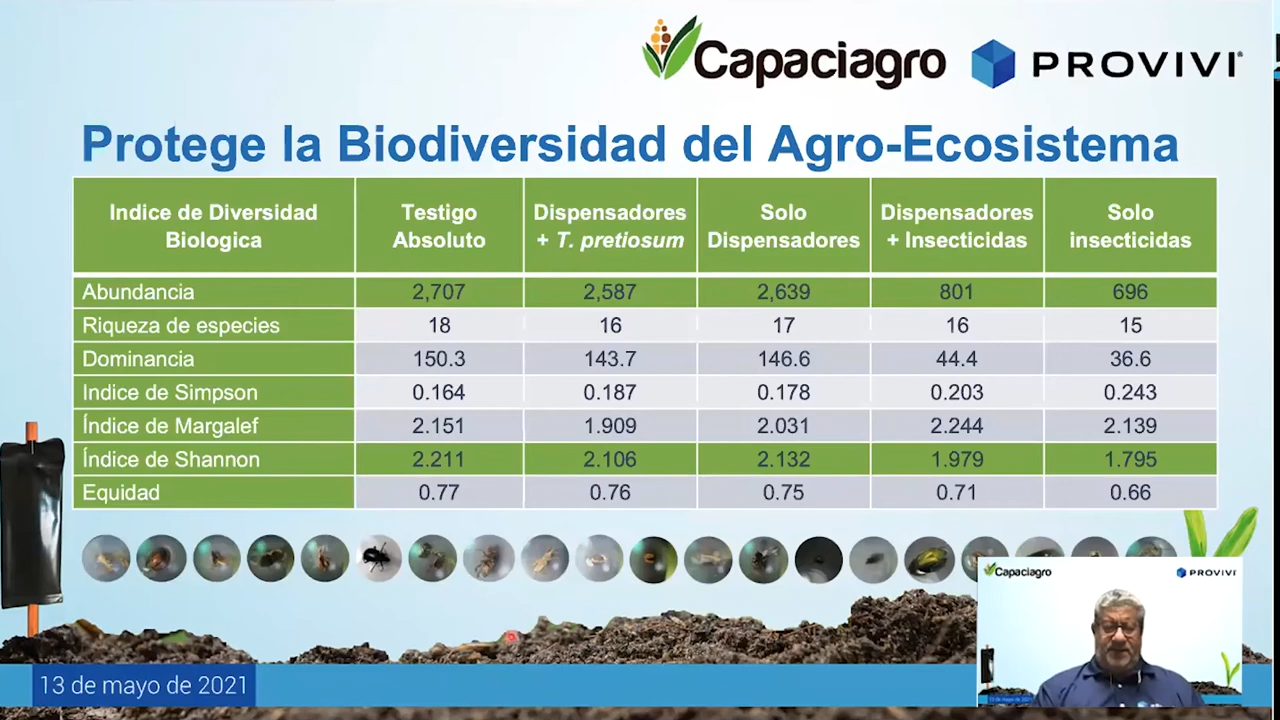 Capaciagro PROVIVI®
Protege la Biodiversidad del Agro-Ecosistema
Indice de Diversidad Biologica | Testigo Absoluto | Dispensadores + T. pretiosum | Solo Dispensadores | Dispensadores + Insecticidas | Solo insecticidas
Abundancia 2,707 2,587 2,639 801 696
Riqueza de especies 18 16 17 16 15
Dominancia 150.3 143.7 146.6 44.4 36.6
Indice de Simpson 0.164 0.187 0.178 0.203 0.243
Índice de Margalef 2.151 1.909 2.031 2.244 2.139
Índice de Shannon 2.211 2.106 2.132 1.979 1.795
Equidad 0.77 0.76 0.75 0.71 0.66
Capaciagro PROVIVI
13 de mayo de 2021